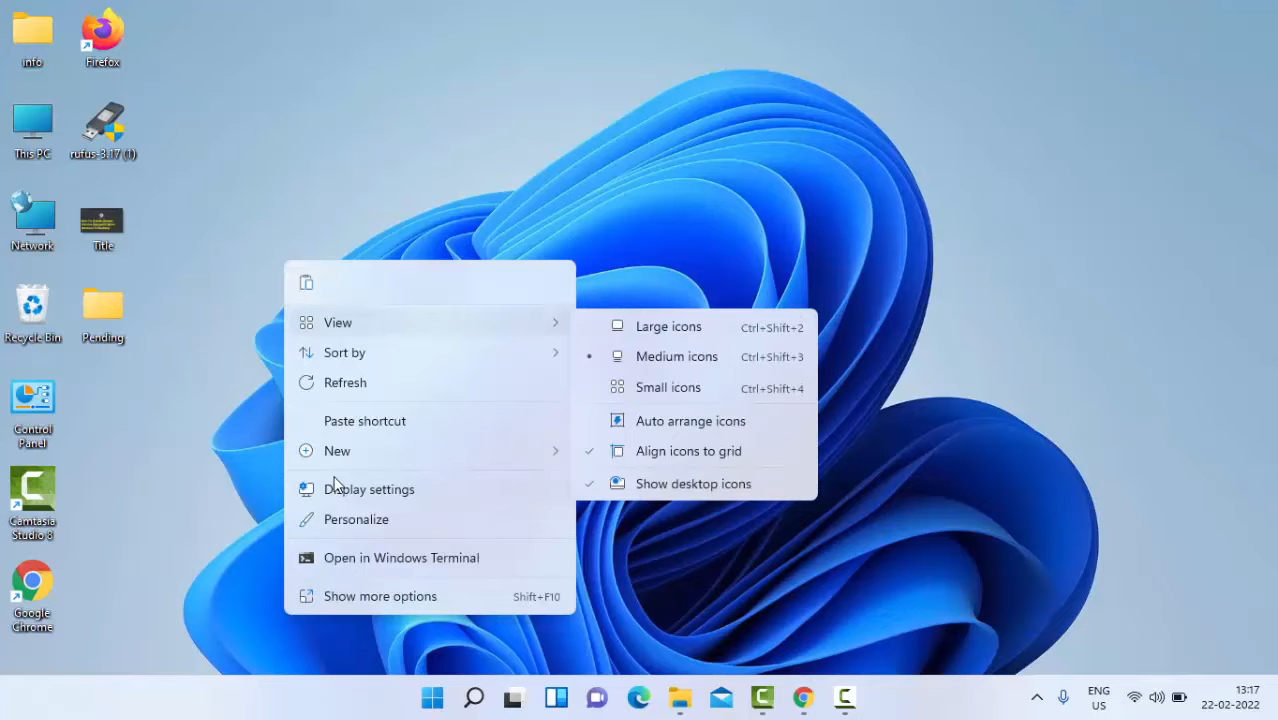 info
Firefox
This PC
rufus-3.17 (1)
Network
Title
Recycle Bin
Pending
Control
Panel
Camtasia
Studio 8
Google
Chrome
View
Sort by
Refresh
Paste shortcut
New
Display settings
Personalize
Open in Windows Terminal
Show more options Shift+F10
Large icons Ctrl+Shift+2
Medium icons Ctrl+Shift+3
Small icons Ctrl+Shift+4
Auto arrange icons
Align icons to grid
Show desktop icons
ENG
US
13:17
22-02-2022